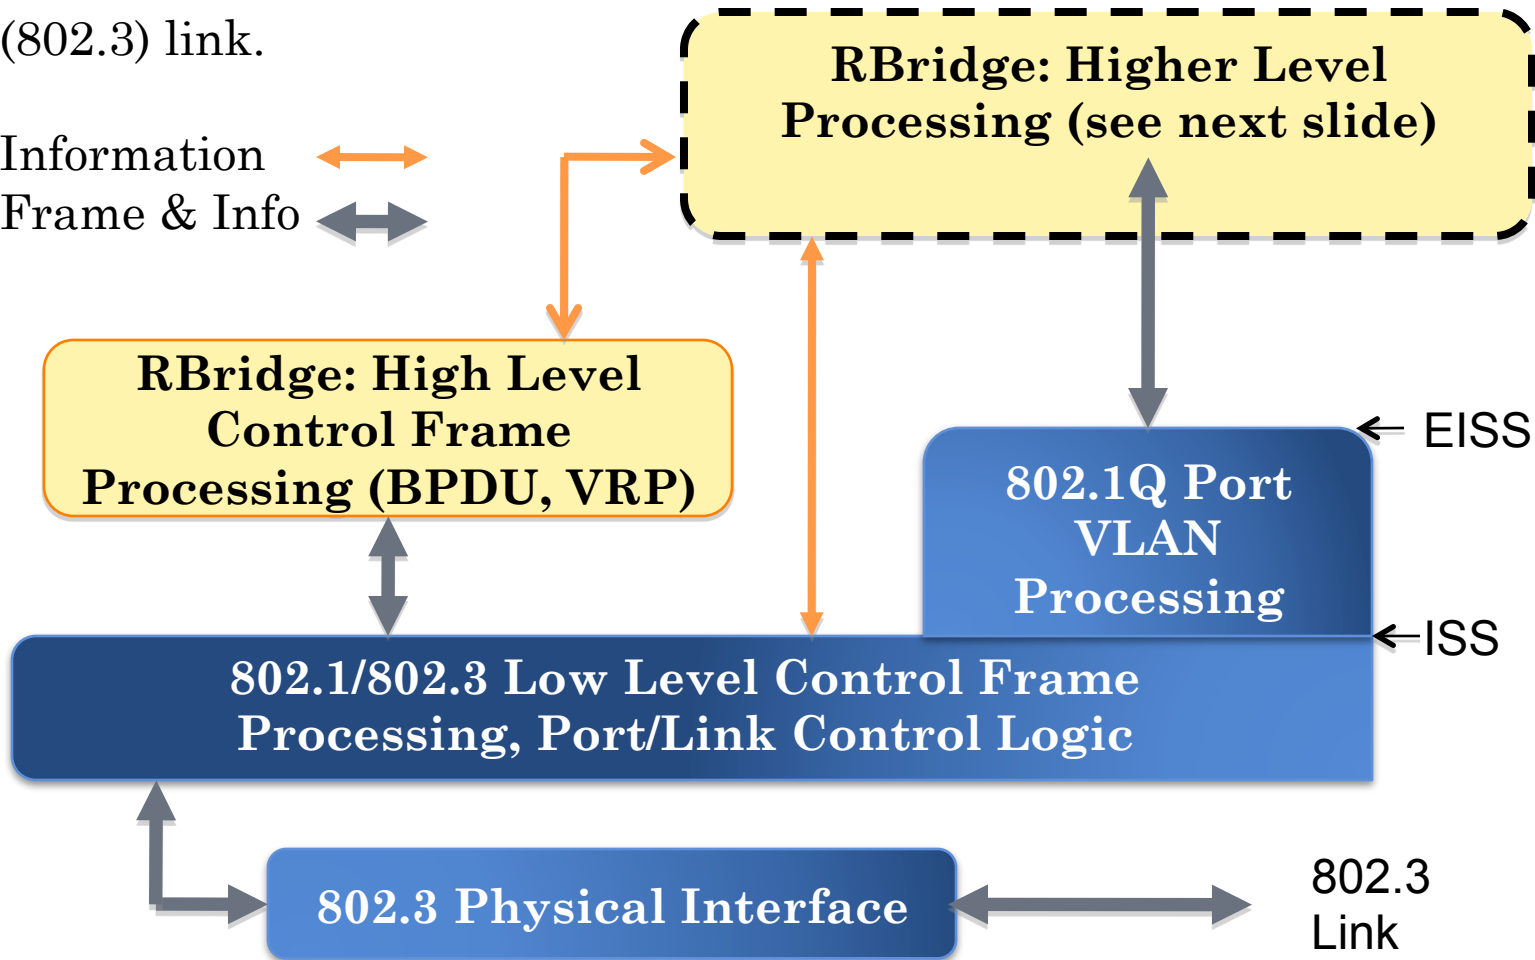 (802.3) link.
Information
Frame & Info
RBridge: Higher Level
Processing (see next slide)
RBridge: High Level
Control Frame
Processing (BPDU, VRP)
EISS
802.1Q Port
VLAN
Processing
ISS
802.1/802.3 Low Level Control Frame
Processing, Port/Link Control Logic
802.3 Physical Interface
802.3
Link